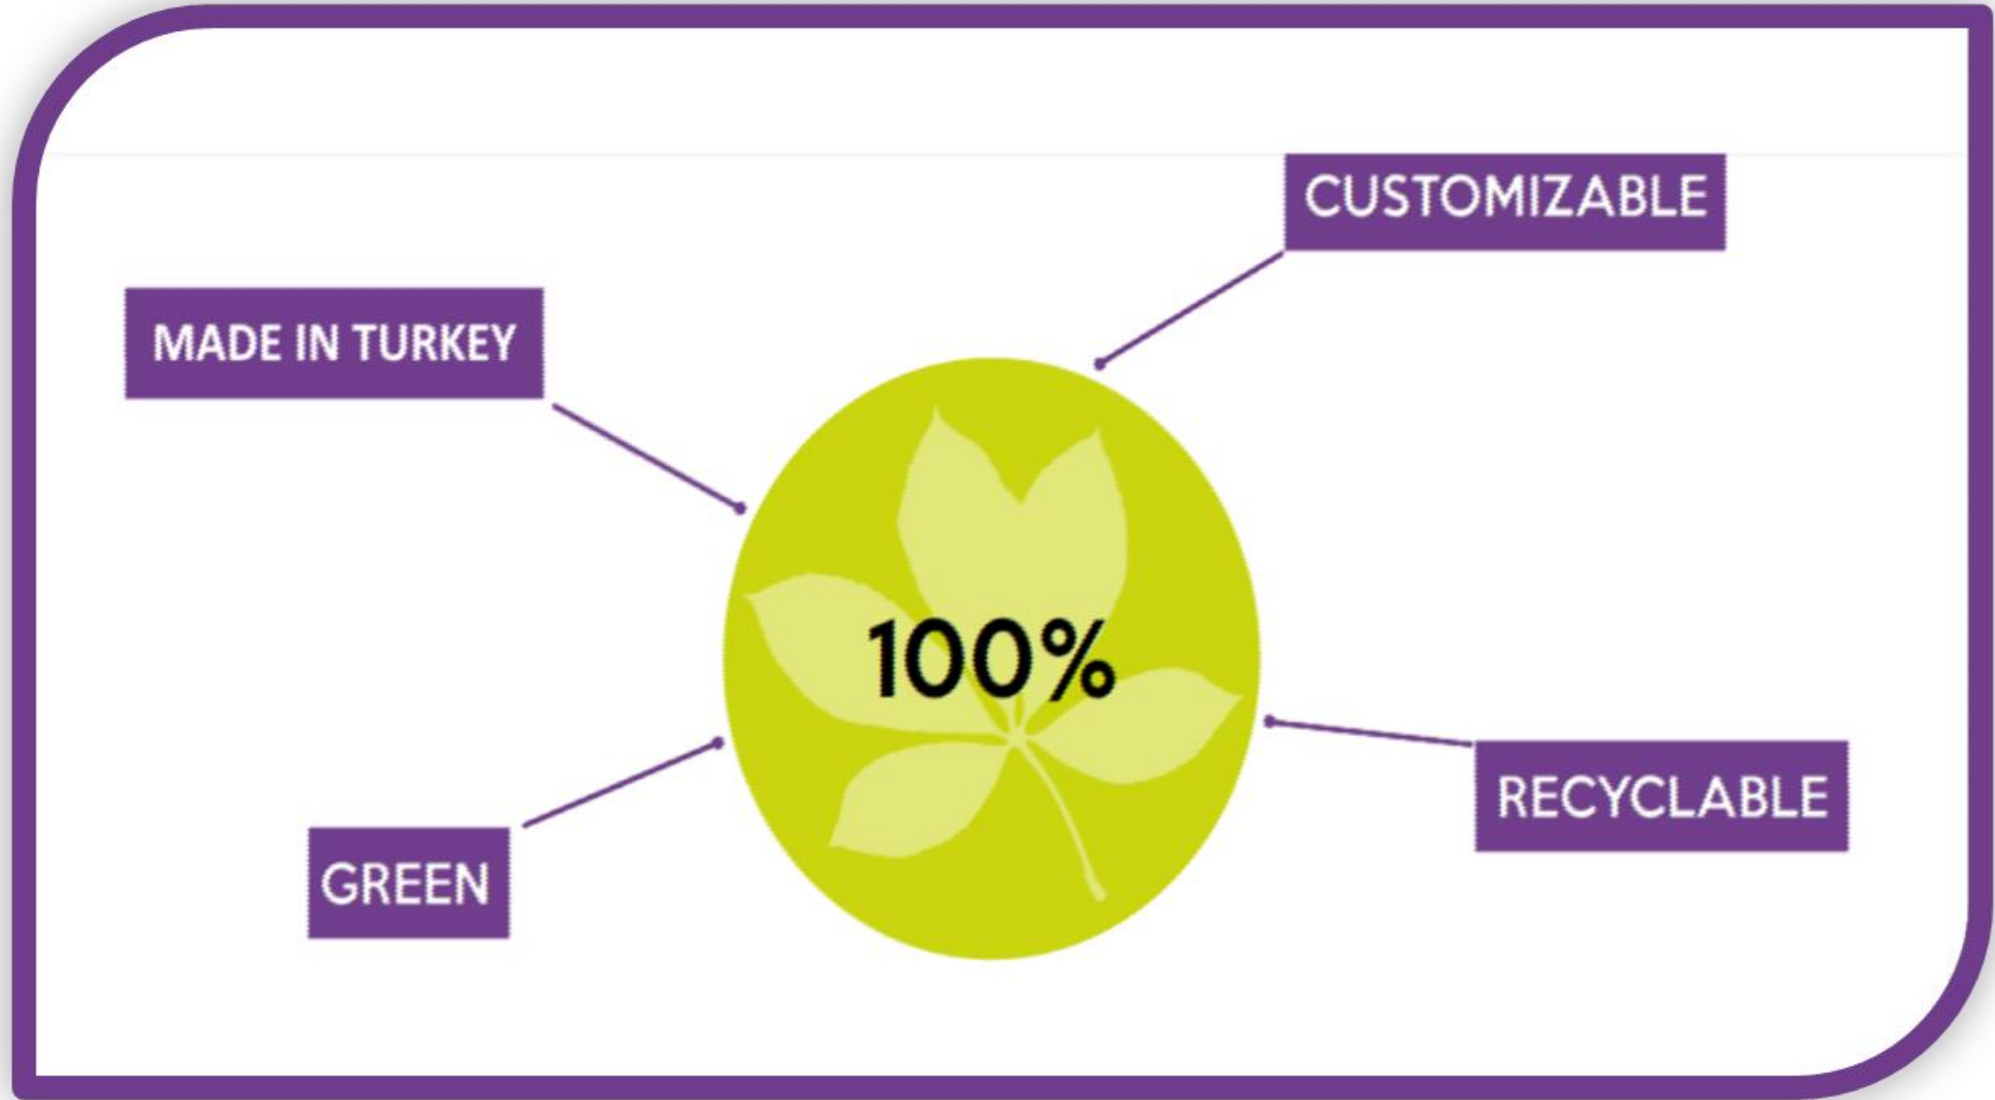 CUSTOMIZABLE
MADE IN TURKEY
100%
RECYCLABLE
GREEN